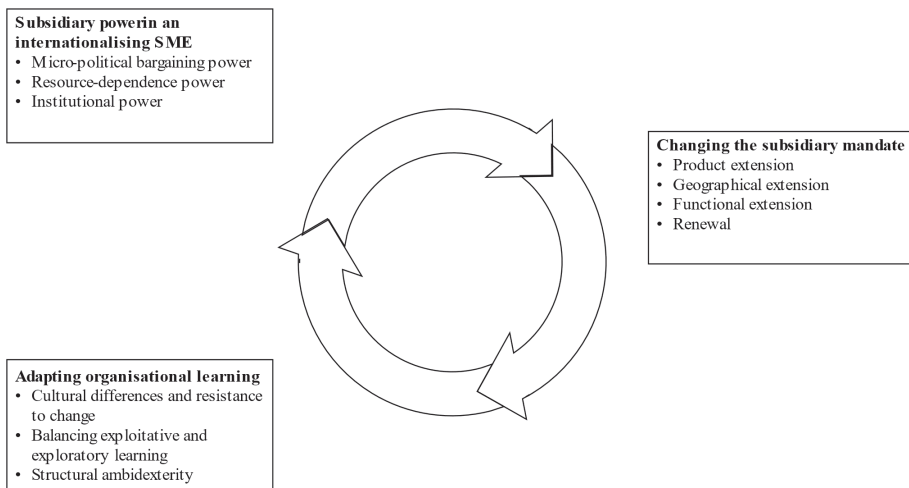 Subsidiary powerin an
internationalising SME
• Micro-political bargaining power
• Resource-dependence power
• Institutional power
Changing the subsidiary mandate
• Product extension
• Geographical extension
• Functional extension
• Renewal
Adapting organisational learning
• Cultural differences and resistance
to change
• Balancing exploitative and
exploratory learning
• Structural ambidexterity